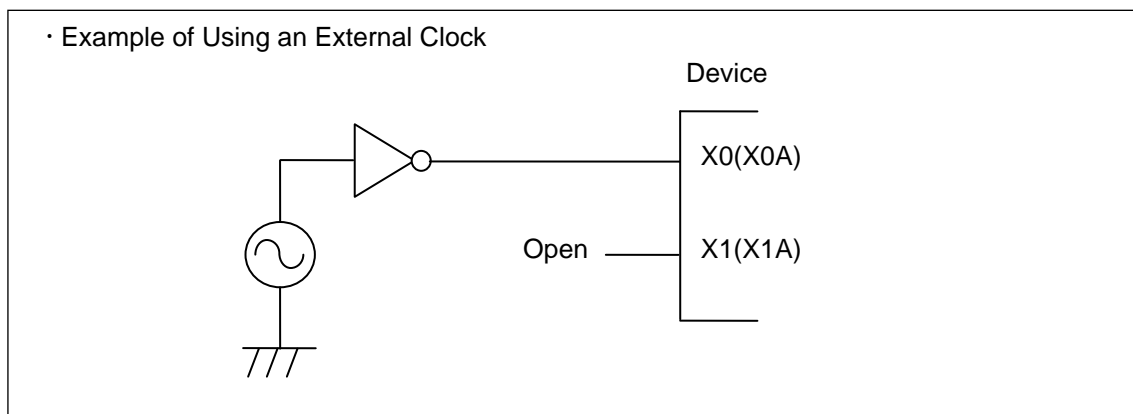 ・Example of Using an External Clock
Device
X0(X0A)
Open
X1(X1A)